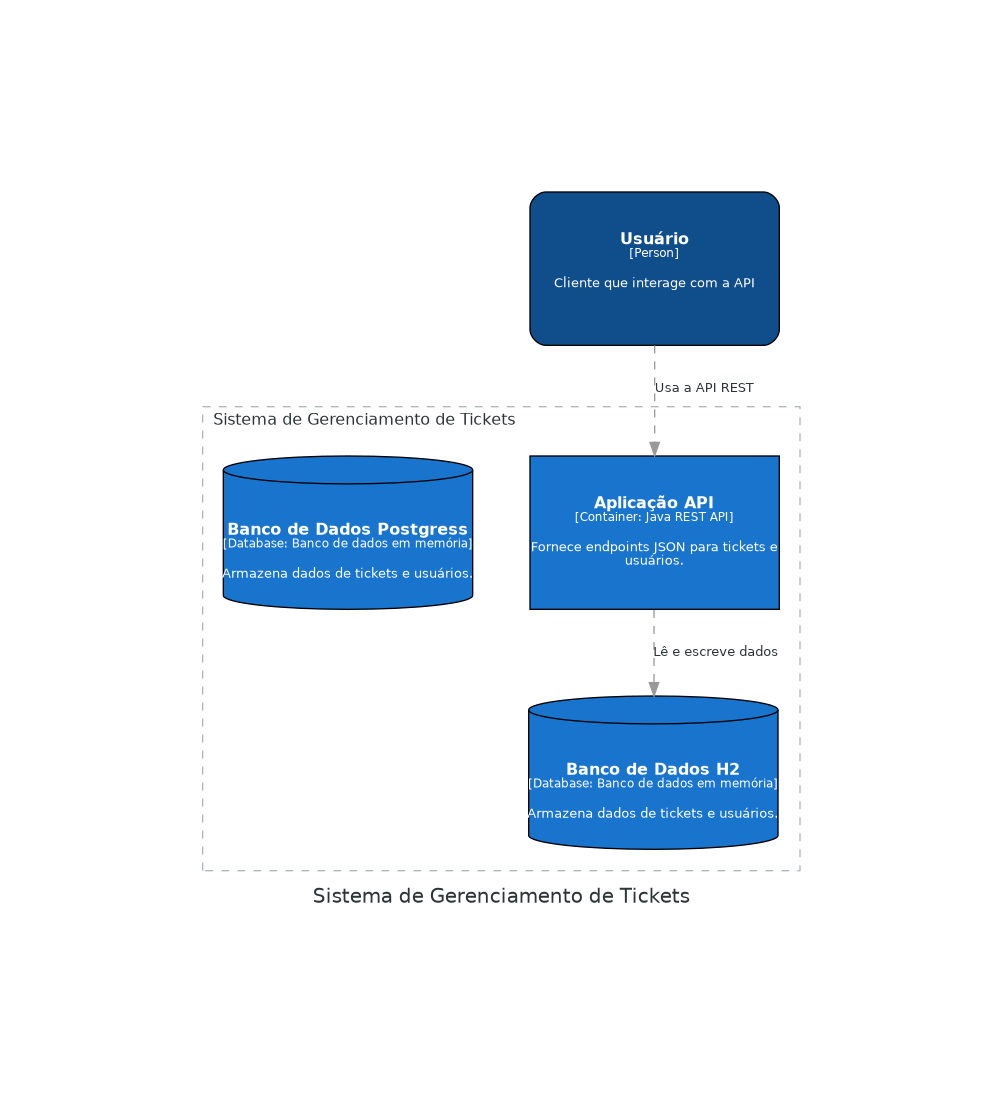 Usuário
[Person]
Cliente que interage com a API
Usa a API REST
Sistema de Gerenciamento de Tickets
Banco de Dados Postgress
[Database: Banco de dados em memória]
Armazena dados de tickets e usuários.
Aplicação API
[Container: Java REST API]
Fornece endpoints JSON para tickets e
usuários.
Lê e escreve dados
Banco de Dados H2
[Database: Banco de dados em memória]
Armazena dados de tickets e usuários.
Sistema de Gerenciamento de Tickets